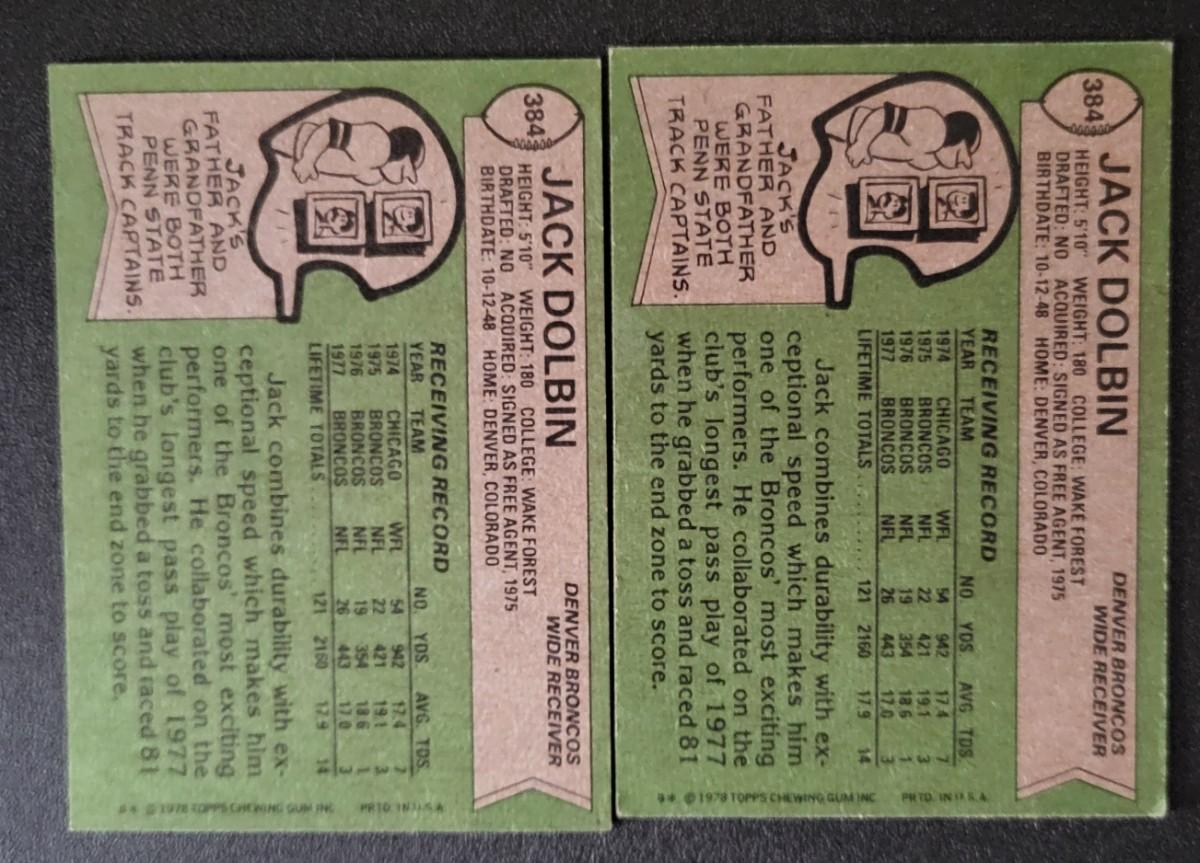 384
JACK DOLBIN
DENVER BRONCOS
WIDE RECEIVER
HEIGHT: 5'10" WEIGHT: 180 COLLEGE: WAKE FOREST
DRAFTED: NO ACQUIRED: SIGNED AS FREE AGENT, 1975
BIRTHDATE: 10-12-48 HOME: DENVER, COLORADO
JACK'S
FATHER AND
GRANDFATHER
WERE BOTH
PENN STATE
TRACK CAPTAINS.
RECEIVING RECORD
YEAR TEAM NO. YDS. AVG. TDS.
1974 CHICAGO WFL 54 942 17.4 7
1975 BRONCOS NFL 22 421 19.1 3
1976 BRONCOS NFL 19 354 18.6 1
1977 BRONCOS NFL 26 443 17.0 3
LIFETIME TOTALS 121 2160 17.9 14
Jack combines durability with ex-
ceptional speed which makes him
one of the Broncos' most exciting
performers. He collaborated on the
club's longest pass play of 1977
when he grabbed a toss and raced 81
yards to the end zone to score.
** © 1978 TOPPS CHEWING GUM INC. PRTD. IN U.S.A.
384
JACK DOLBIN
DENVER BRONCOS
WIDE RECEIVER
HEIGHT: 5'10" WEIGHT: 180 COLLEGE: WAKE FOREST
DRAFTED: NO ACQUIRED: SIGNED AS FREE AGENT, 1975
BIRTHDATE: 10-12-48 HOME: DENVER, COLORADO
JACK'S
FATHER AND
GRANDFATHER
WERE BOTH
PENN STATE
TRACK CAPTAINS.
RECEIVING RECORD
YEAR TEAM NO. YDS. AVG. TDS.
1974 CHICAGO WFL 54 942 17.4 7
1975 BRONCOS NFL 22 421 19.1 3
1976 BRONCOS NFL 19 354 18.6 1
1977 BRONCOS NFL 26 443 17.0 3
LIFETIME TOTALS 121 2160 17.9 14
Jack combines durability with ex-
ceptional speed which makes him
one of the Broncos' most exciting
performers. He collaborated on the
club's longest pass play of 1977
when he grabbed a toss and raced 81
yards to the end zone to score.
** © 1978 TOPPS CHEWING GUM INC. PRTD. IN U.S.A.